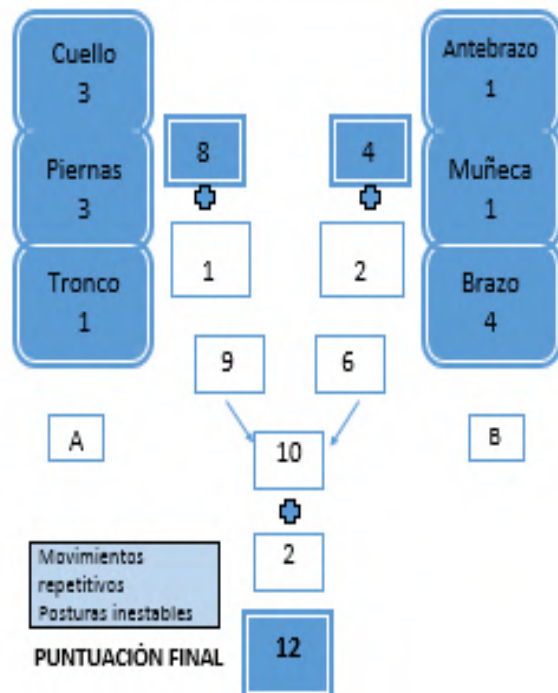 Cuello
3
Piernas
3
Tronco
1
8
1
4
2
Antebrazo
1
Muñeca
1
Brazo
4
9
6
A
B
10
2
Movimientos
repetitivos
Posturas inestables
PUNTUACIÓN FINAL
12